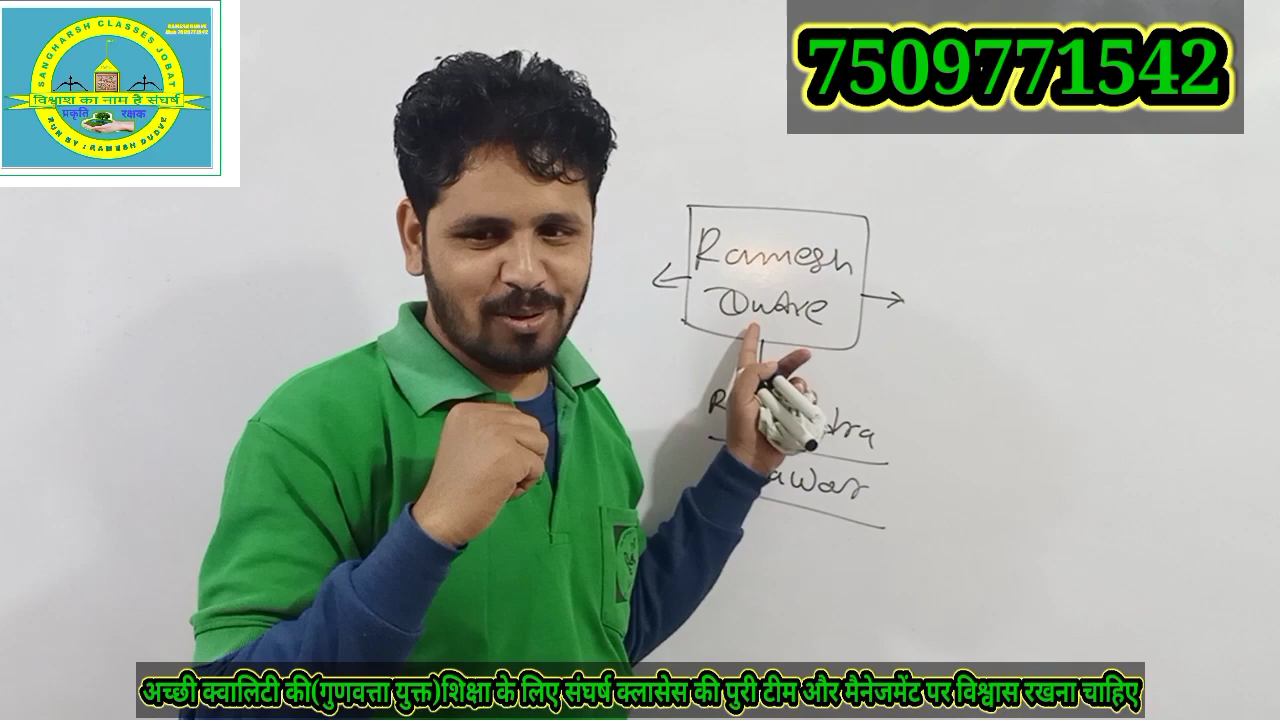 SANGHARSH CLASSES JOBAT
विश्वाश का नाम है संघर्ष
प्रकृति रक्षक
RUN BY : RAMESH DUDVE
7509771542
Ramesh
अच्छी क्वालिटी की(गुणवत्ता युक्त)शिक्षा के लिए संघर्ष क्लासेस की पुरी टीम और मैनेजमेंट पर विश्वास रखना चाहिए